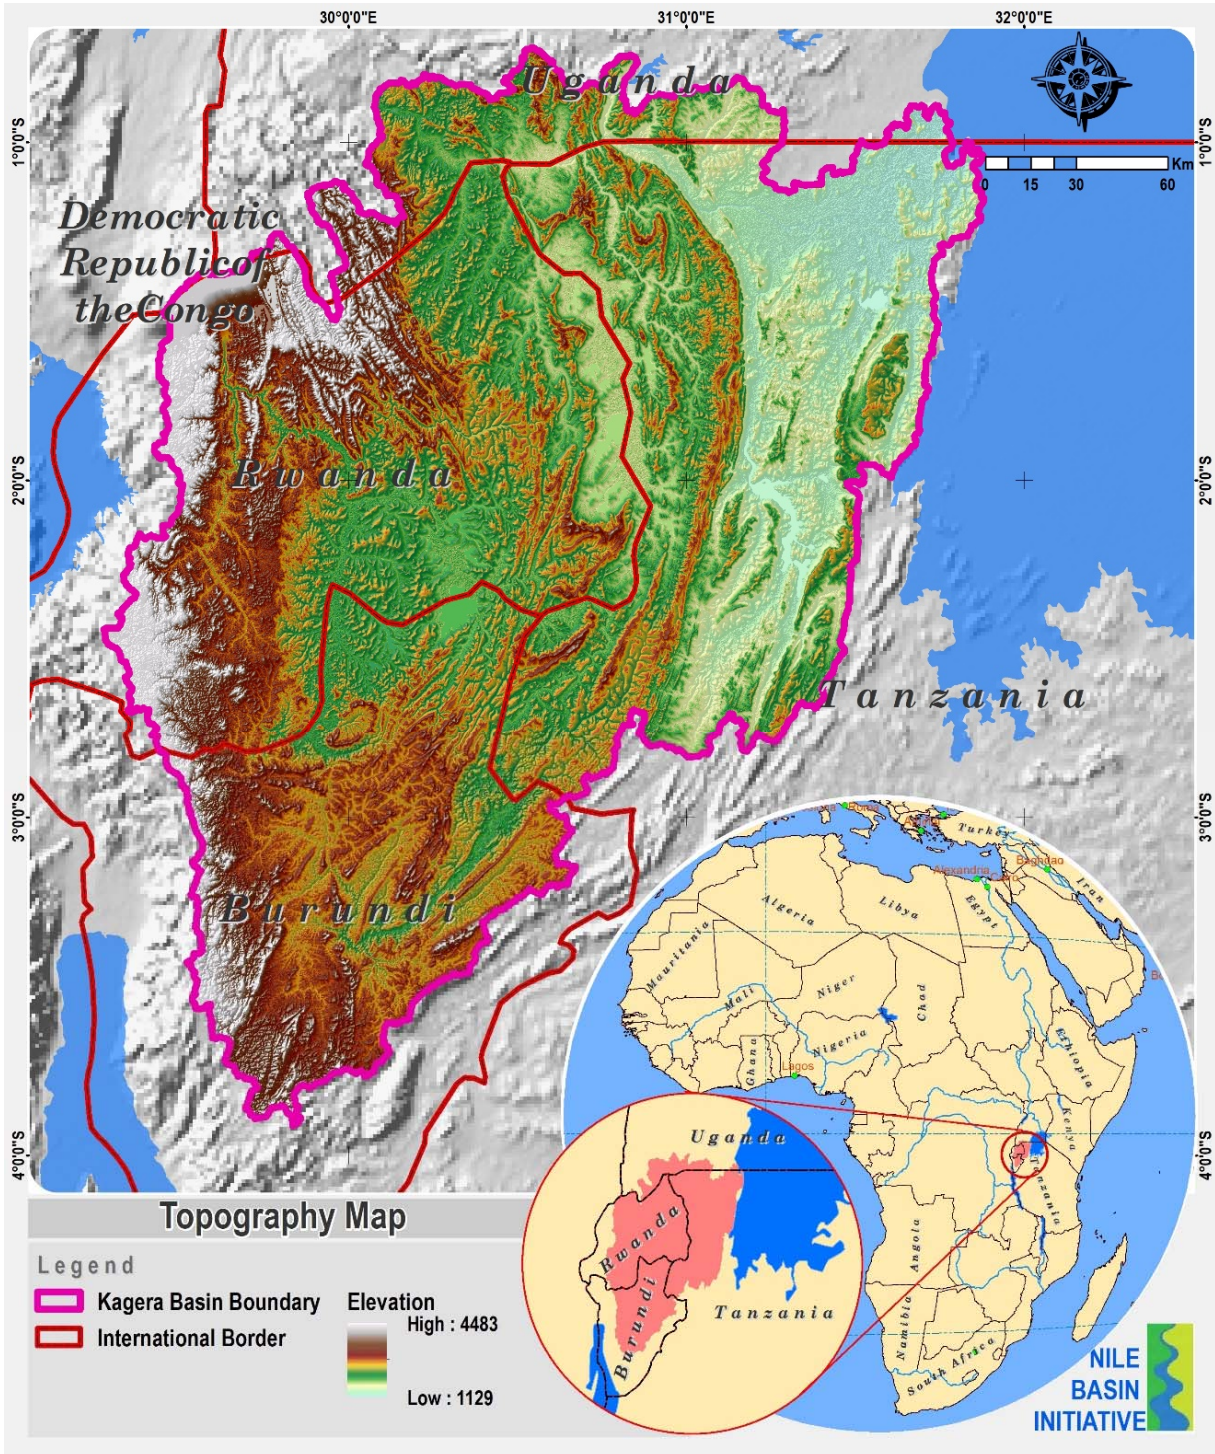 30°0'0"E
31°0'0"E
32°0'0"E
Uganda
1°0'0"S
1°0'0"S
Km
0 15 30 60
Democratic
Republicof
theCongo
Rwanda
2°0'0"S
2°0'0"S
Tanzania
3°0'0"S
3°0'0"S
Burundi
4°0'0"S
4°0'0"S
Turkey
Baghdao
Iran
Alexandria
Cairo
Algeria
Libya
Egypt
Mauritania
Mali
Niger
Chad
Nigeria
Ghana
Lagos
Ethiopia
Kenya
Tanzania
Angola
Namibia
South Africa
Uganda
Rwanda
Burundi
Tanzania
Topography Map
Legend
Kagera Basin Boundary
International Border
Elevation
High : 4483
Low : 1129
NILE
BASIN
INITIATIVE